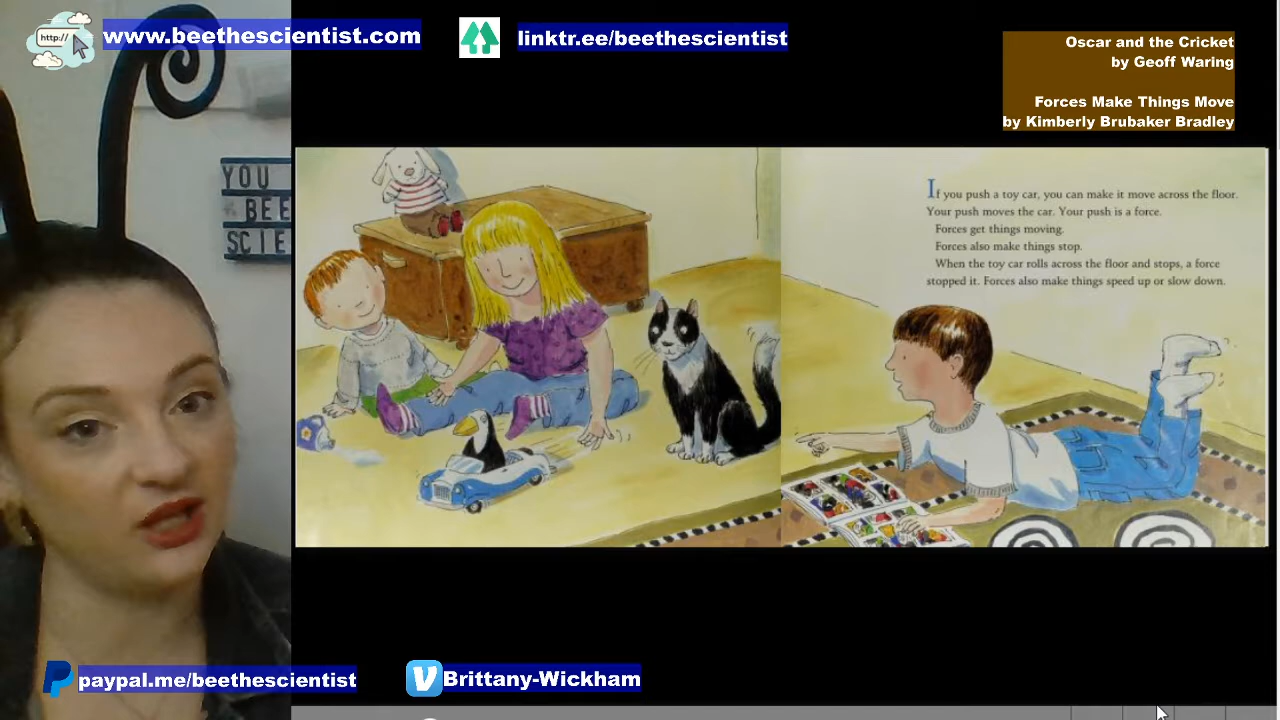 http://
www.beethescientist.com
linktr.ee/beethescientist
Oscar and the Cricket
by Geoff Waring
Forces Make Things Move
by Kimberly Brubaker Bradley
YOU
BEE
SCIE
If you push a toy car, you can make it move across the floor.
Your push moves the car. Your push is a force.
Forces get things moving.
Forces also make things stop.
When the toy car rolls across the floor and stops, a force
stopped it. Forces also make things speed up or slow down.
paypal.me/beethescientist
Brittany-Wickham